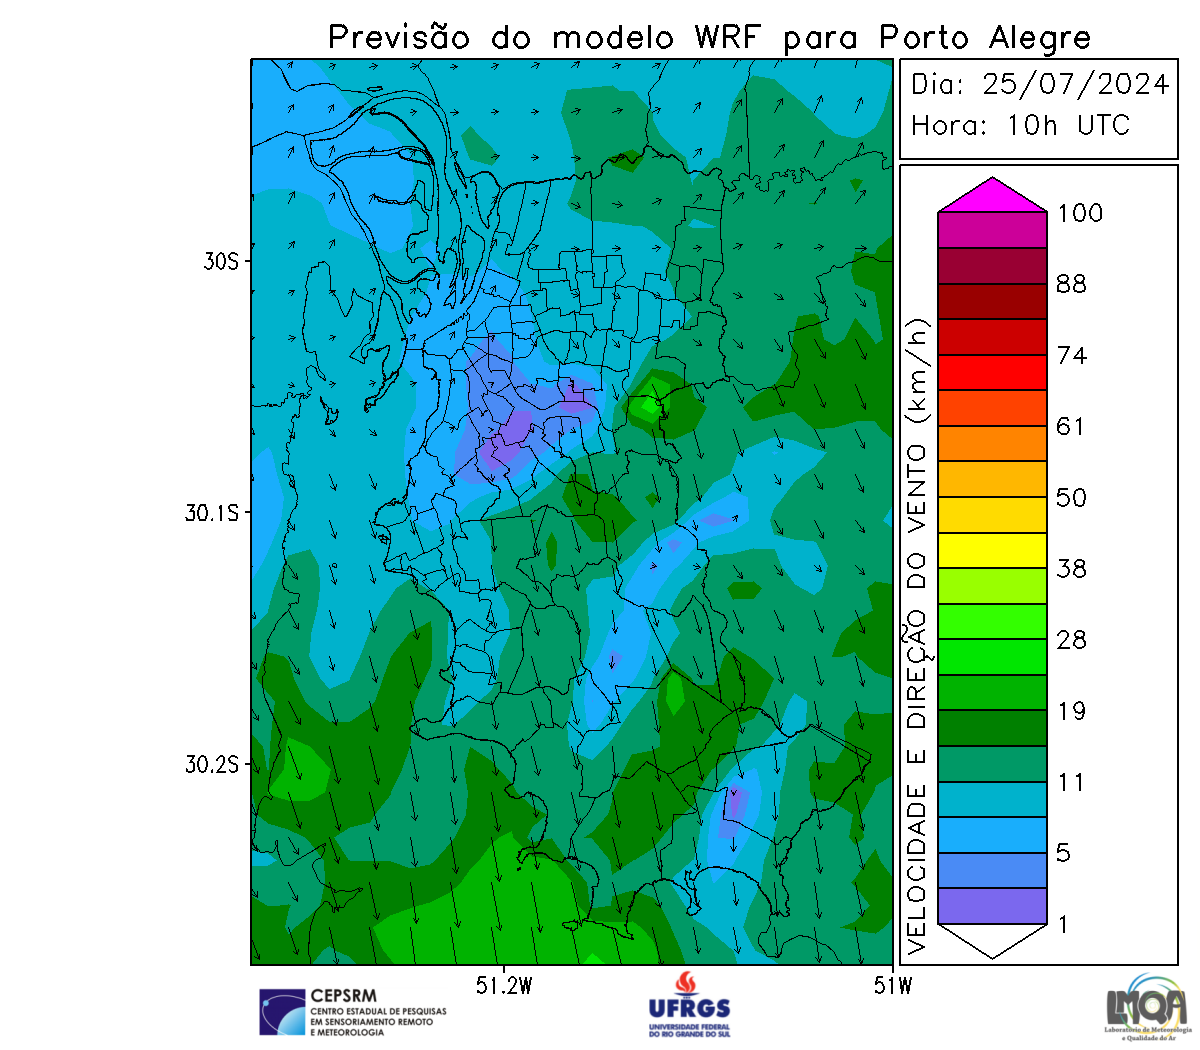 Previsão do modelo WRF para Porto Alegre
Dia: 25/07/2024
Hora: 10h UTC
30S
30.1S
30.2S
51.2W
51W
VELOCIDADE E DIREÇÃO DO VENTO (km/h)
100
88
74
61
50
38
28
19
11
5
1
CEPSRM
CENTRO ESTADUAL DE PESQUISAS
EM SENSORIAMENTO REMOTO
E METEOROLOGIA
UFRGS
UNIVERSIDADE FEDERAL
DO RIO GRANDE DO SUL
LMQA
Laboratório de Meteorologia
e Qualidade do Ar